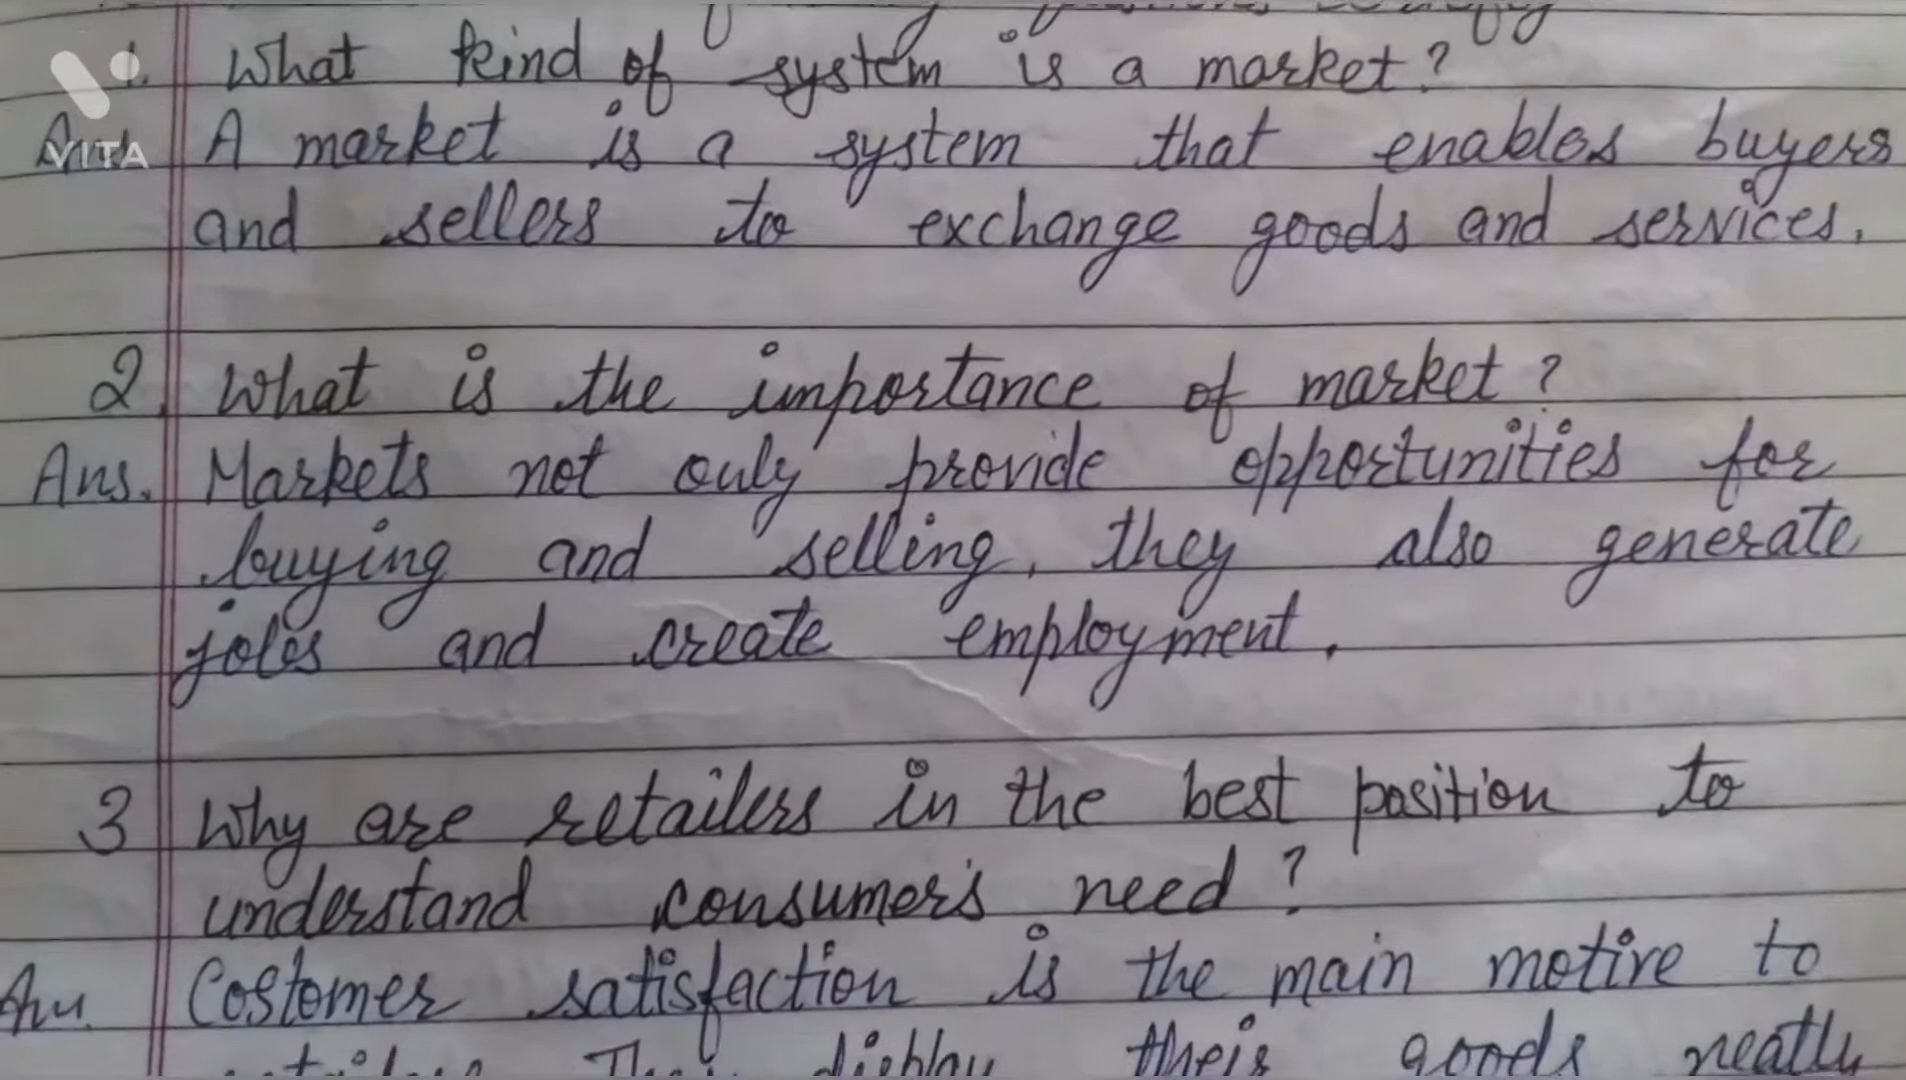 1. What kind of system is a market?
Ans. A market is a system that enables buyers
and sellers to exchange goods and services.
2. What is the importance of market?
Ans. Markets not only provide opportunities for
buying and selling, they also generate
jobs and create employment.
3 Why are retailers in the best position to
understand consumer's need?
Ans. Costomer satisfaction is the main motive to
They display their goods neatly
VITA